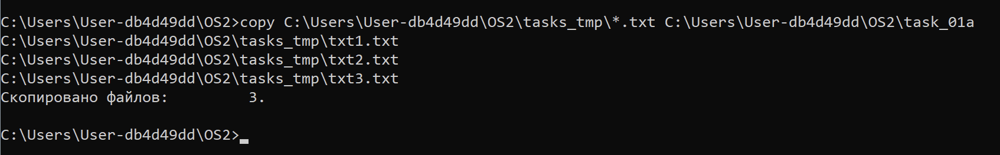 C:\Users\User-db4d49dd\OS2>copy C:\Users\User-db4d49dd\OS2\tasks_tmp\*.txt C:\Users\User-db4d49dd\OS2\task_01a
C:\Users\User-db4d49dd\OS2\tasks_tmp\txt1.txt
C:\Users\User-db4d49dd\OS2\tasks_tmp\txt2.txt
C:\Users\User-db4d49dd\OS2\tasks_tmp\txt3.txt
Скопировано файлов:         3.
C:\Users\User-db4d49dd\OS2>